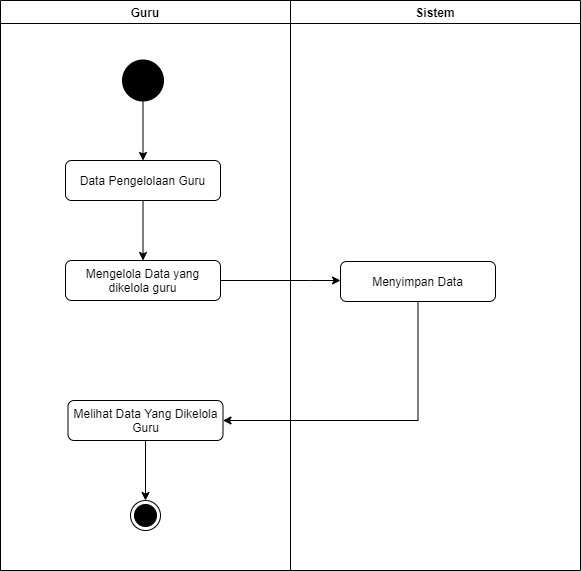 Guru
Sistem
Data Pengelolaan Guru
Mengelola Data yang
dikelola guru
Menyimpan Data
Melihat Data Yang Dikelola
Guru